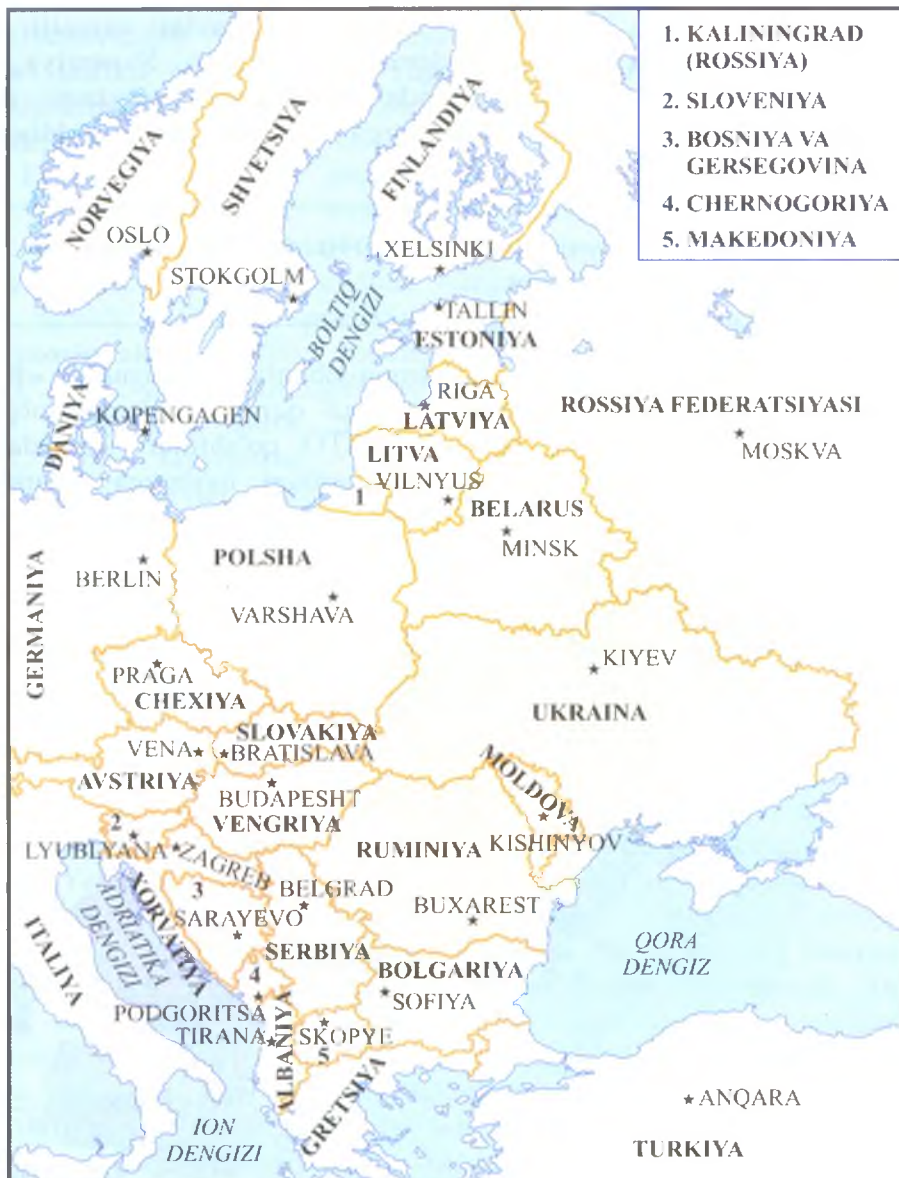 1. KALININGRAD
(ROSSIYA)
2. SLOVENIYA
3. BOSNIYA VA
GERSEGOVINA
4. CHERNOGORIYA
5. MAKEDONIYA
NORVEGIYA
SHVETSIYA
FINLANDIYA
OSLO
STOKGOLM
XELSINKI
BOLTIQ
DENGIZI
TALLIN
ESTONIYA
RIGA
LATVIYA
ROSSIYA FEDERATSIYASI
MOSKVA
DANIYA
KOPENGAGEN
LITVA
VILNYUS
1
BELARUS
MINSK
GERMANIYA
BERLIN
POLSHA
VARSHAVA
KIYEV
UKRAINA
PRAGA
CHEXIYA
SLOVAKIYA
VENA
BRATISLAVA
AVSTRIYA
BUDAPESHT
VENGRIYA
MOLDOVA
KISHINYOV
2
LYUBLYANA
ZAGREB
RUMINIYA
3
BELGRAD
BUXAREST
XORVATIYA
ADRIATIKA
DENGIZI
SARAYEVO
SERBIYA
QORA
DENGIZ
ITALIYA
4
BOLGARIYA
SOFIYA
PODGORITSA
TIRANA
ALBANIYA
SKOPYE
5
GRETSIYA
ANQARA
ION
DENGIZI
TURKIYA